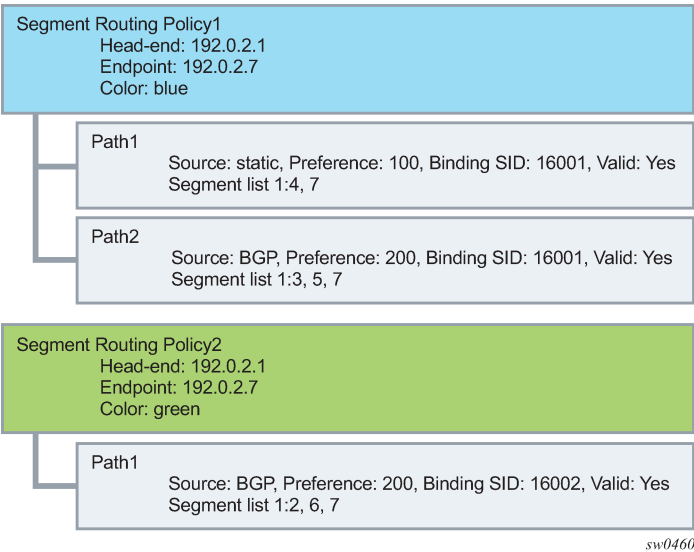 Segment Routing Policy1
Head-end: 192.0.2.1
Endpoint: 192.0.2.7
Color: blue
Path1
Source: static, Preference: 100, Binding SID: 16001, Valid: Yes
Segment list 1:4, 7
Path2
Source: BGP, Preference: 200, Binding SID: 16001, Valid: Yes
Segment list 1:3, 5, 7
Segment Routing Policy2
Head-end: 192.0.2.1
Endpoint: 192.0.2.7
Color: green
Path1
Source: BGP, Preference: 200, Binding SID: 16002, Valid: Yes
Segment list 1:2, 6, 7
sw0460